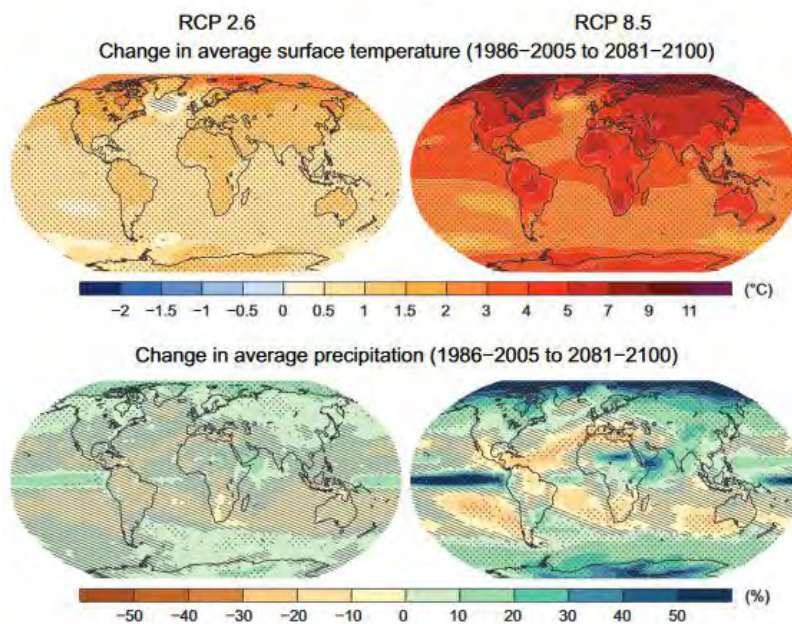 RCP 2.6 RCP 8.5
Change in average surface temperature (1986−2005 to 2081−2100)
(°C)
−2 −1.5 −1 −0.5 0 0.5 1 1.5 2 3 4 5 7 9 11
Change in average precipitation (1986−2005 to 2081−2100)
(%)
−50 −40 −30 −20 −10 0 10 20 30 40 50